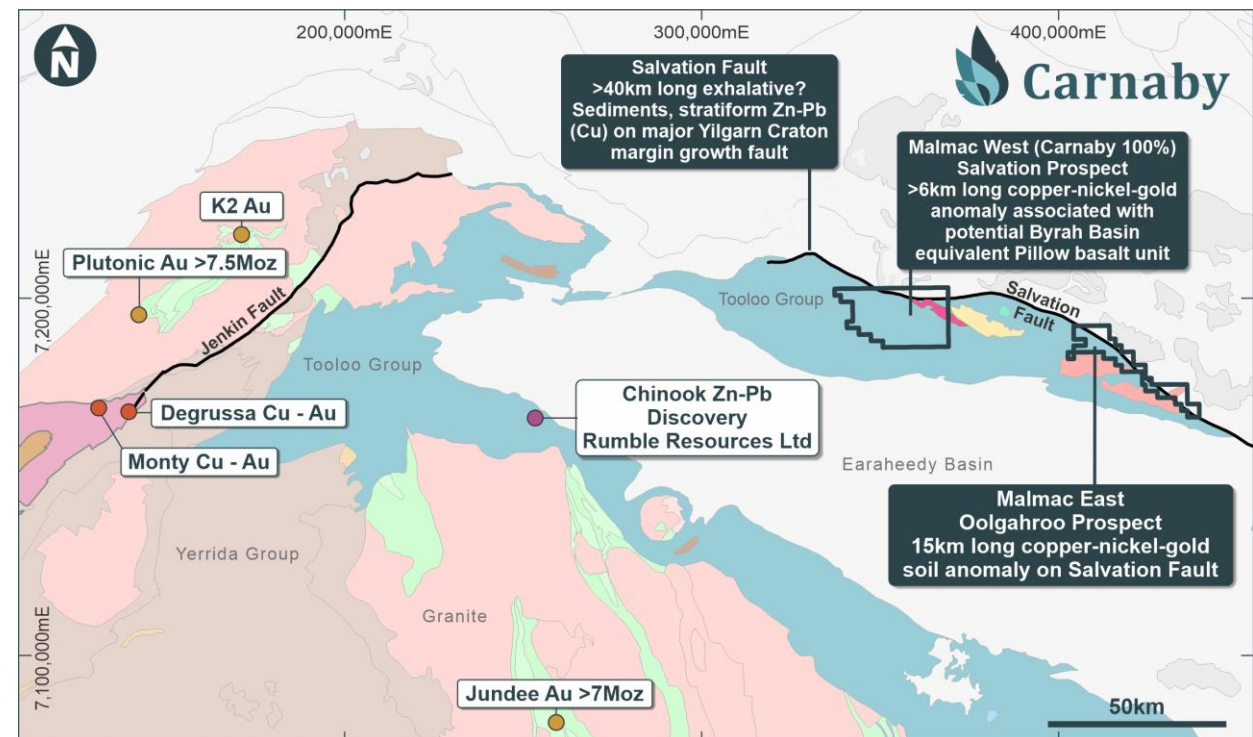 200,000mE
300,000mE
400,000mE
N
Carnaby
Salvation Fault
>40km long exhalative?
Sediments, stratiform Zn-Pb
(Cu) on major Yilgarn Craton
margin growth fault
Malmac West (Carnaby 100%)
Salvation Prospect
>6km long copper-nickel-gold
anomaly associated with
potential Byrah Basin
equivalent Pillow basalt unit
K2 Au
Plutonic Au >7.5Moz
Jenkin Fault
7,200,000mE
Tooloo Group
Salvation
Fault
Tooloo Group
Degrussa Cu - Au
Monty Cu - Au
Chinook Zn-Pb
Discovery
Rumble Resources Ltd
Earaheedy Basin
Malmac East
Oolgahroo Prospect
15km long copper-nickel-gold
soil anomaly on Salvation Fault
Yerrida Group
Granite
7,100,000mE
Jundee Au >7Moz
50km